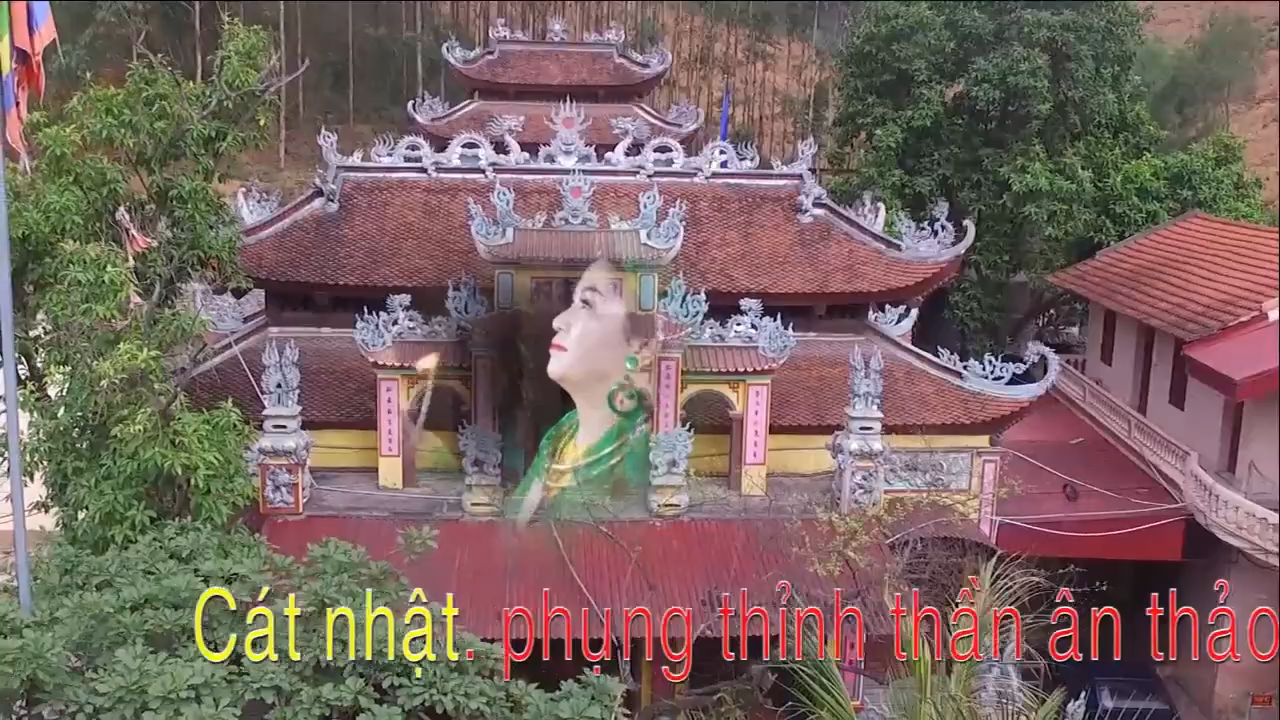 Cát nhật. phụng thỉnh thần ân thảo